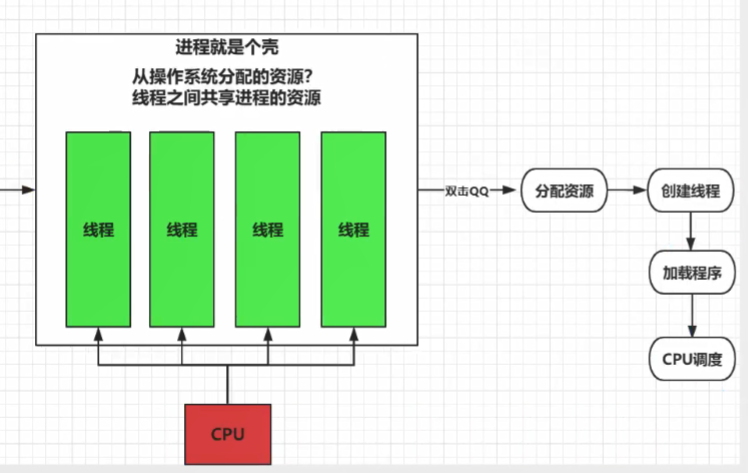 进程就是个壳
从操作系统分配的资源?
线程之间共享进程的资源
线程
线程
线程
线程
双击QQ
分配资源
创建线程
加载程序
CPU调度
CPU